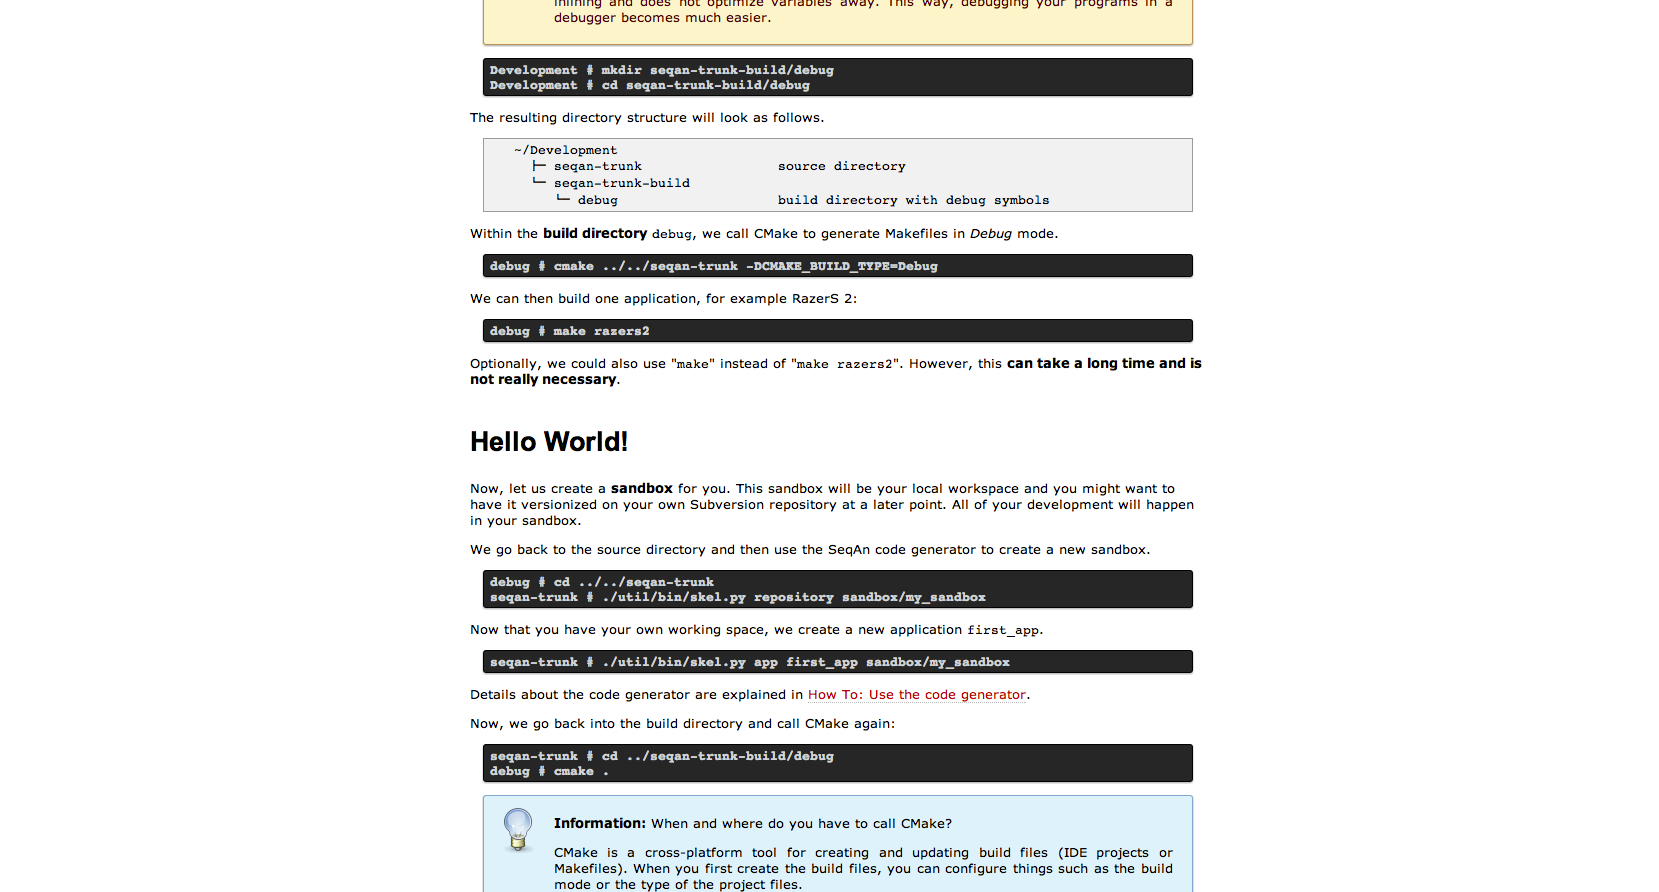 inlining and does not optimize variables away. This way, debugging your programs in a
debugger becomes much easier.
Development # mkdir seqan-trunk-build/debug
Development # cd seqan-trunk-build/debug
The resulting directory structure will look as follows.
~/Development
├─ seqan-trunk source directory
└─ seqan-trunk-build
└─ debug build directory with debug symbols
Within the build directory debug, we call CMake to generate Makefiles in Debug mode.
debug # cmake ../../seqan-trunk -DCMAKE_BUILD_TYPE=Debug
We can then build one application, for example RazerS 2:
debug # make razers2
Optionally, we could also use "make" instead of "make razers2". However, this can take a long time and is
not really necessary.
Hello World!
Now, let us create a sandbox for you. This sandbox will be your local workspace and you might want to
have it versionized on your own Subversion repository at a later point. All of your development will happen
in your sandbox.
We go back to the source directory and then use the SeqAn code generator to create a new sandbox.
debug # cd ../../seqan-trunk
seqan-trunk # ./util/bin/skel.py repository sandbox/my_sandbox
Now that you have your own working space, we create a new application first_app.
seqan-trunk # ./util/bin/skel.py app first_app sandbox/my_sandbox
Details about the code generator are explained in How To: Use the code generator.
Now, we go back into the build directory and call CMake again:
seqan-trunk # cd ../seqan-trunk-build/debug
debug # cmake .
Information: When and where do you have to call CMake?
CMake is a cross-platform tool for creating and updating build files (IDE projects or
Makefiles). When you first create the build files, you can configure things such as the build
mode or the type of the project files.